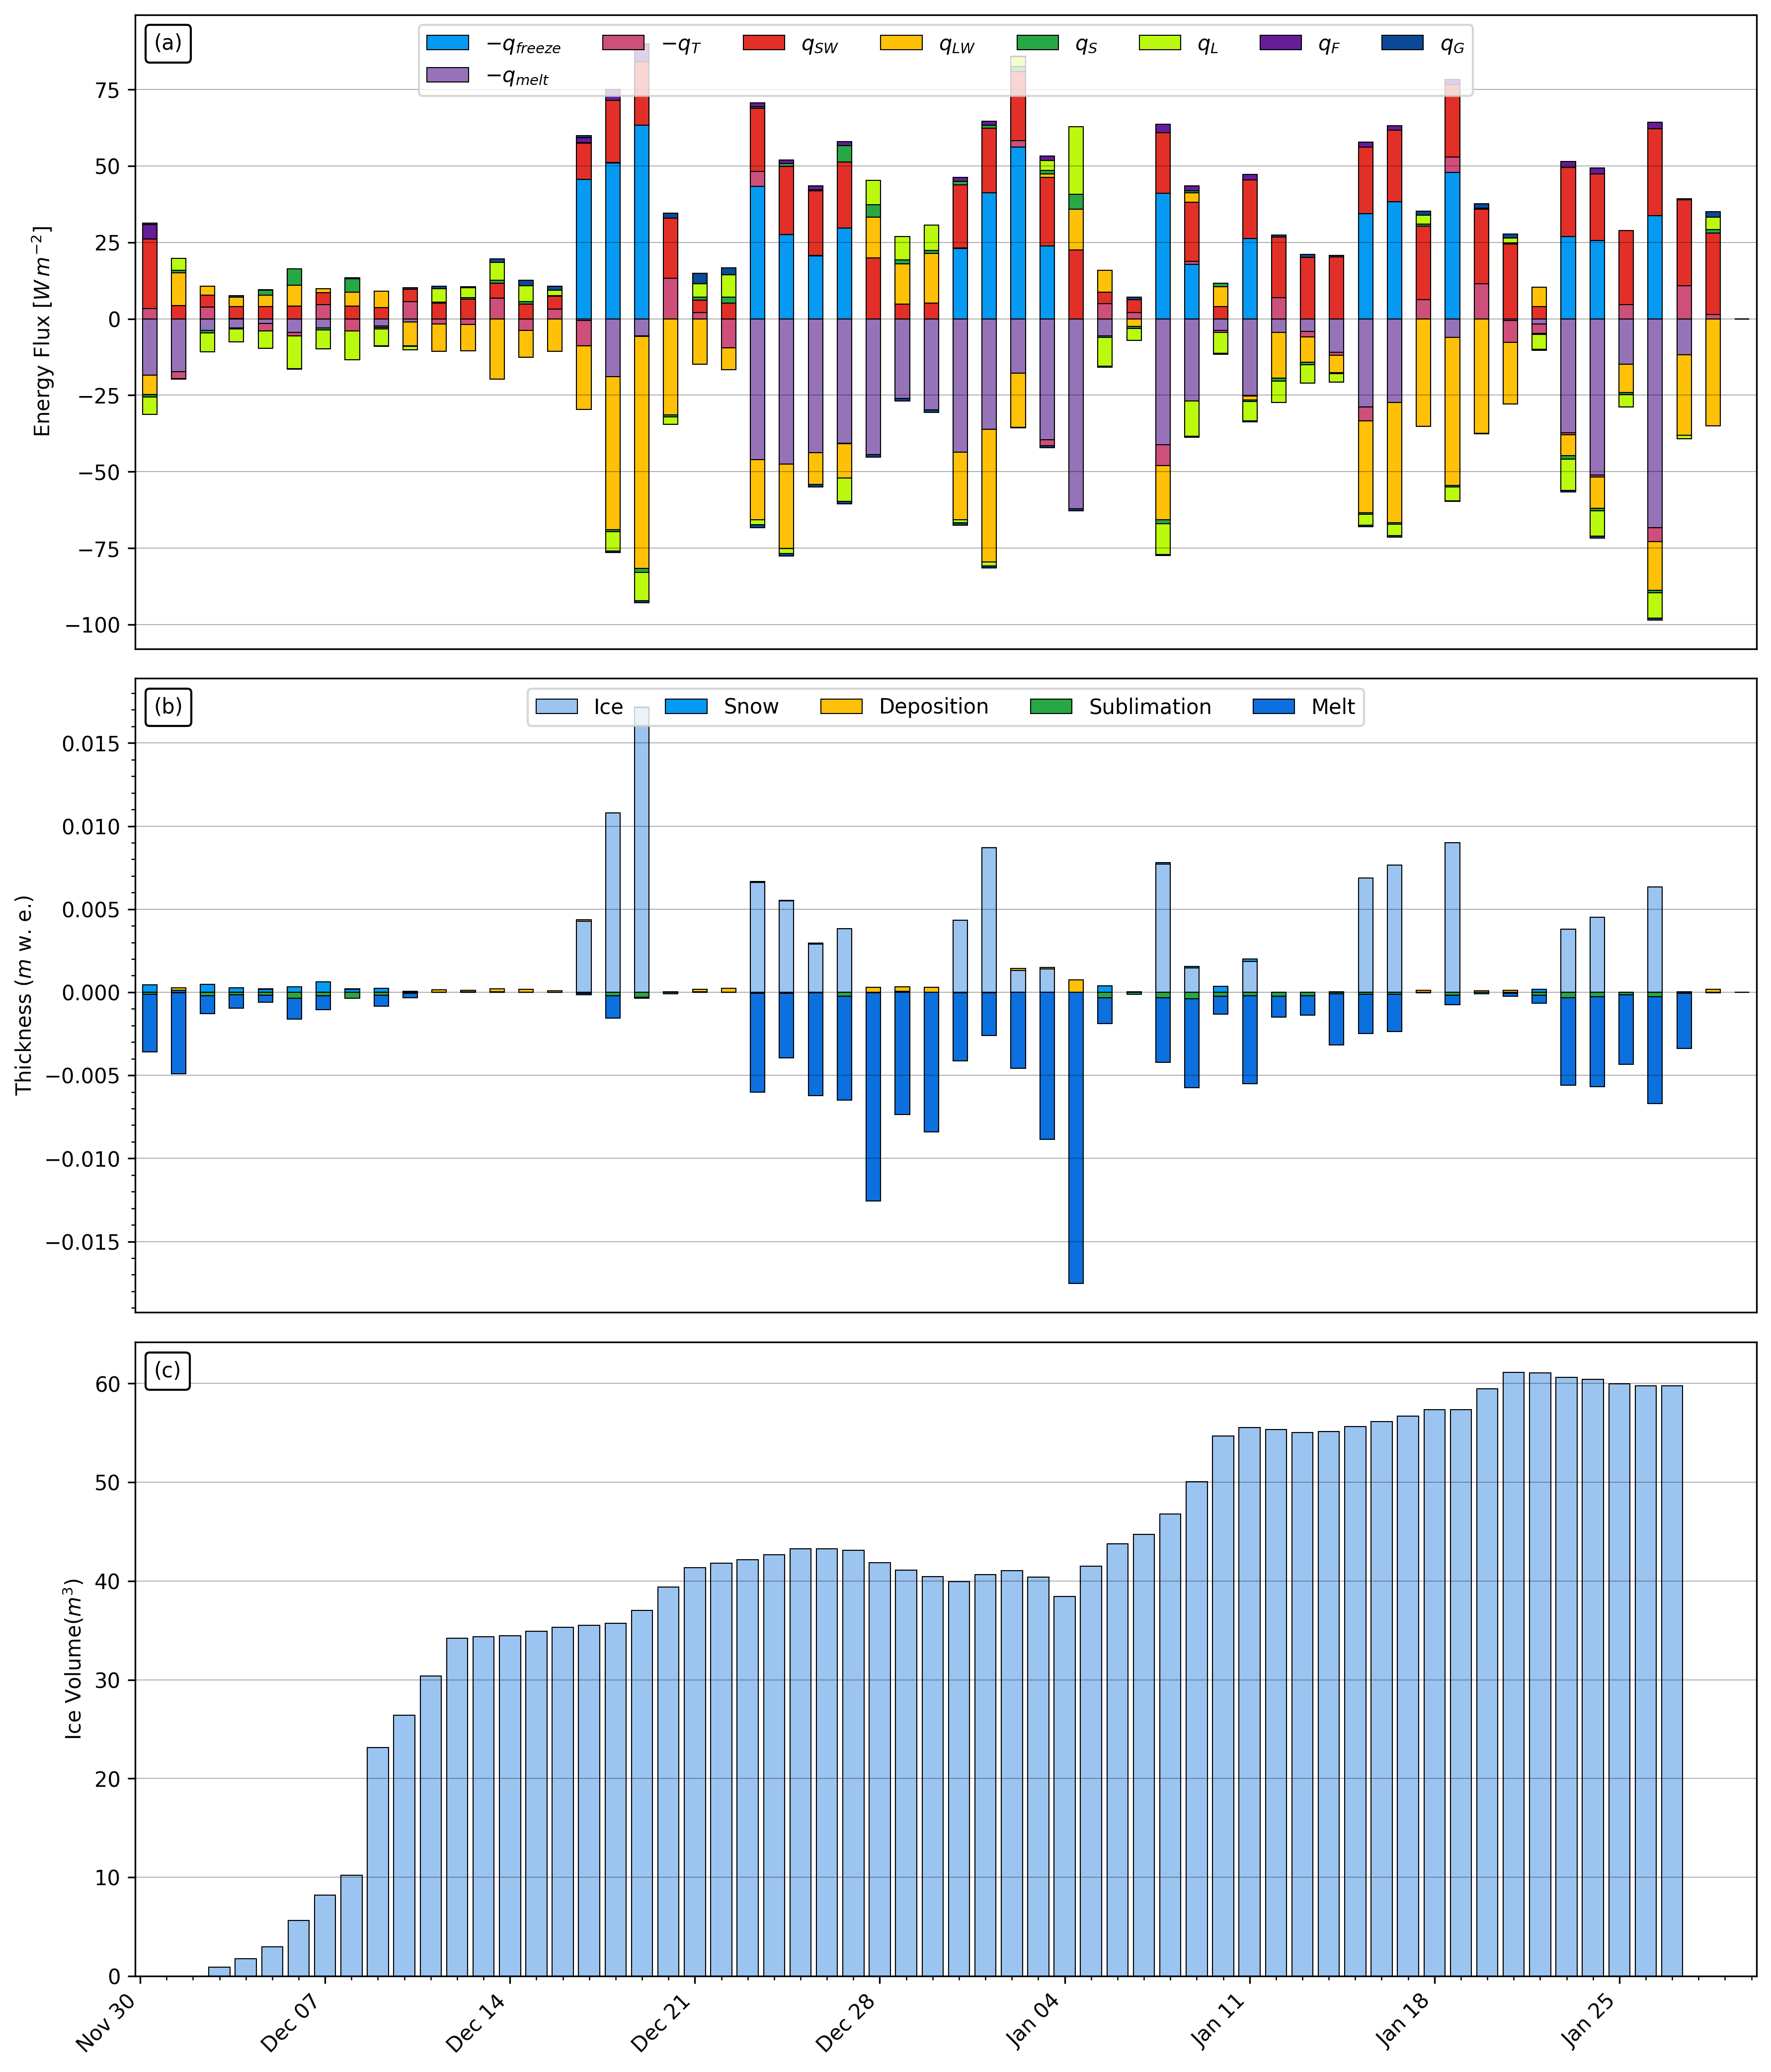 (a)
−q_freeze −q_T q_SW q_LW q_S q_L q_F q_G
−q_melt
Energy Flux [W m⁻²]
75
50
25
0
−25
−50
−75
−100
(b)
Ice Snow Deposition Sublimation Melt
Thickness (m w. e.)
0.015
0.010
0.005
0.000
−0.005
−0.010
−0.015
(c)
Ice Volume(m³)
60
50
40
30
20
10
0
Nov 30 Dec 07 Dec 14 Dec 21 Dec 28 Jan 04 Jan 11 Jan 18 Jan 25